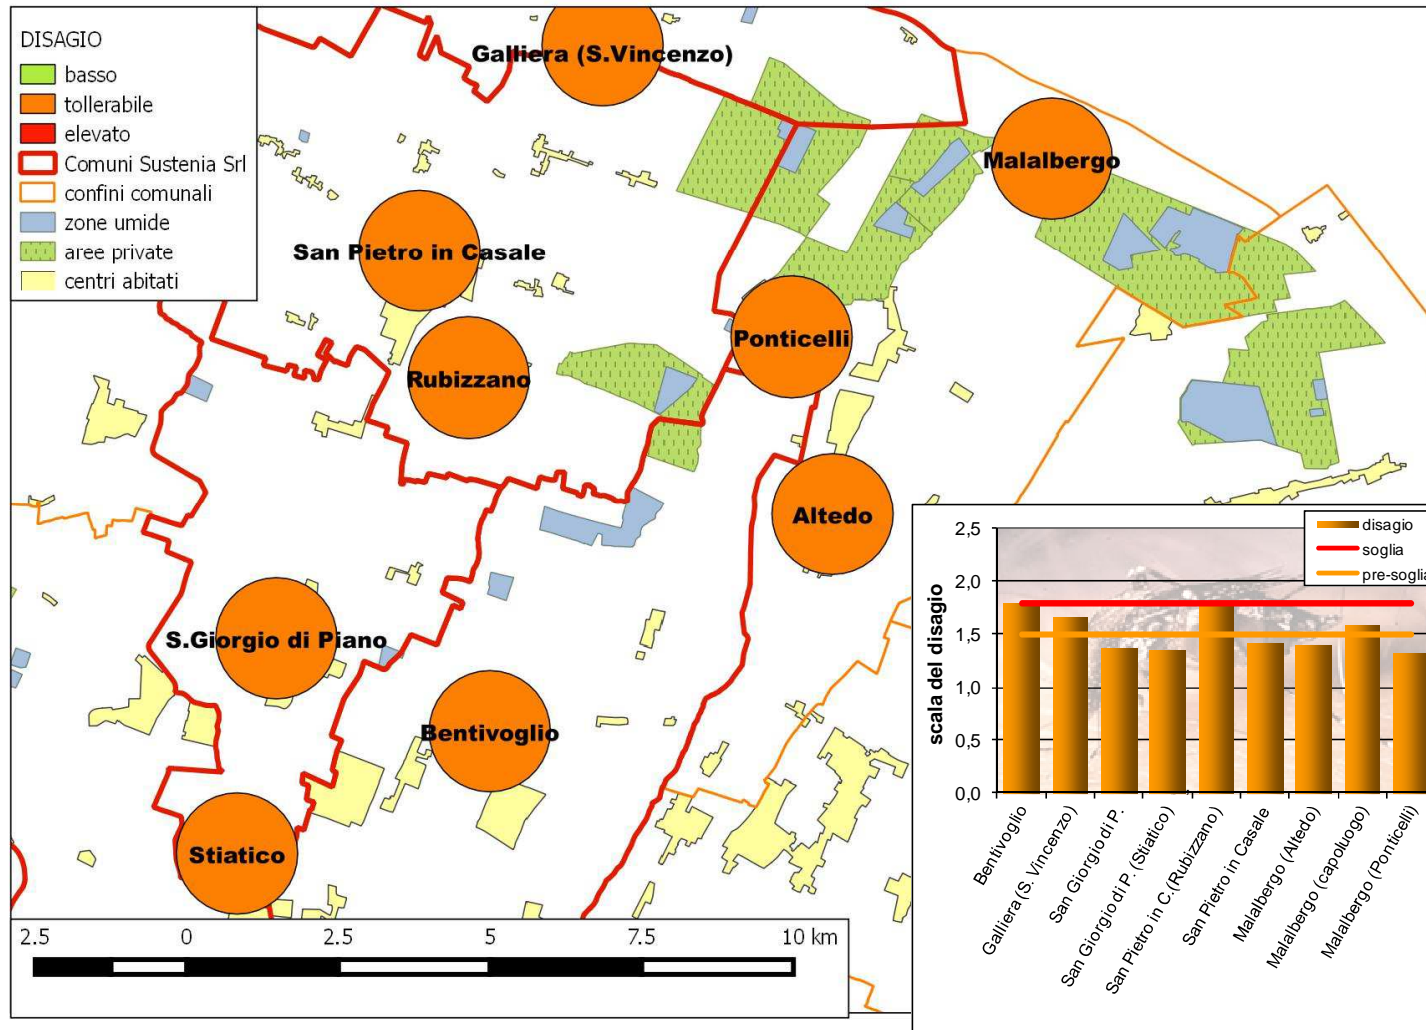 DISAGIO
basso
tollerabile
elevato
Comuni Sustenia Srl
confini comunali
zone umide
aree private
centri abitati
Galliera (S.Vincenzo)
Malalbergo
San Pietro in Casale
Ponticelli
Rubizzano
Altedo
S.Giorgio di Piano
Bentivoglio
Stiatico
2.5 0 2.5 5 7.5 10 km
disagio
soglia
pre-soglia
scala del disagio
2,5
2,0
1,5
1,0
0,5
0,0
Bentivoglio
Galliera (S. Vincenzo)
San Giorgio di P.
San Giorgio di P. (Stiatico)
San Pietro in C. (Rubizzano)
San Pietro in Casale
Malalbergo (Altedo)
Malalbergo (capoluogo)
Malalbergo (Ponticelli)